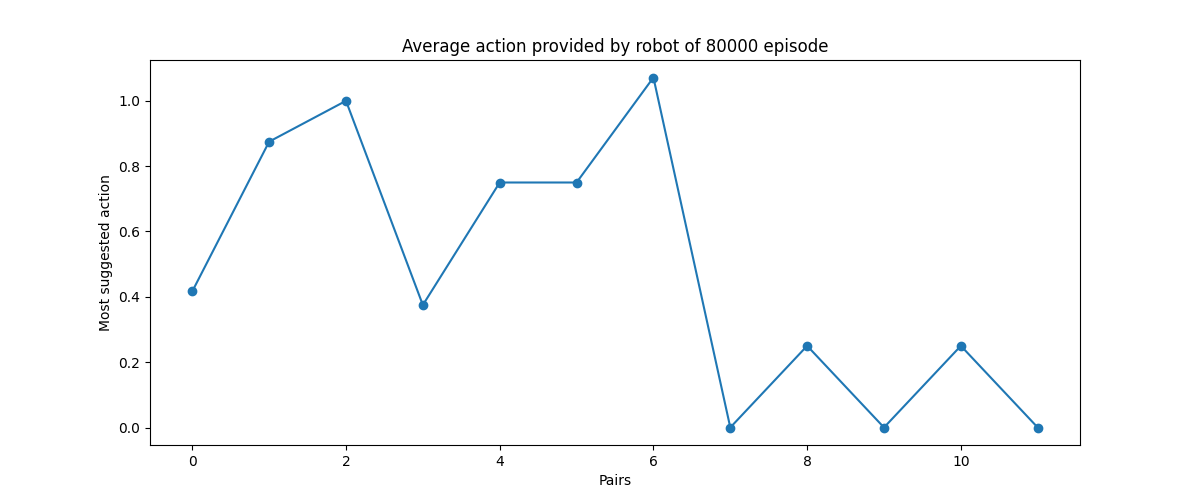 Average action provided by robot of 80000 episode
Most suggested action
1.0
0.8
0.6
0.4
0.2
0.0
0 2 4 6 8 10
Pairs